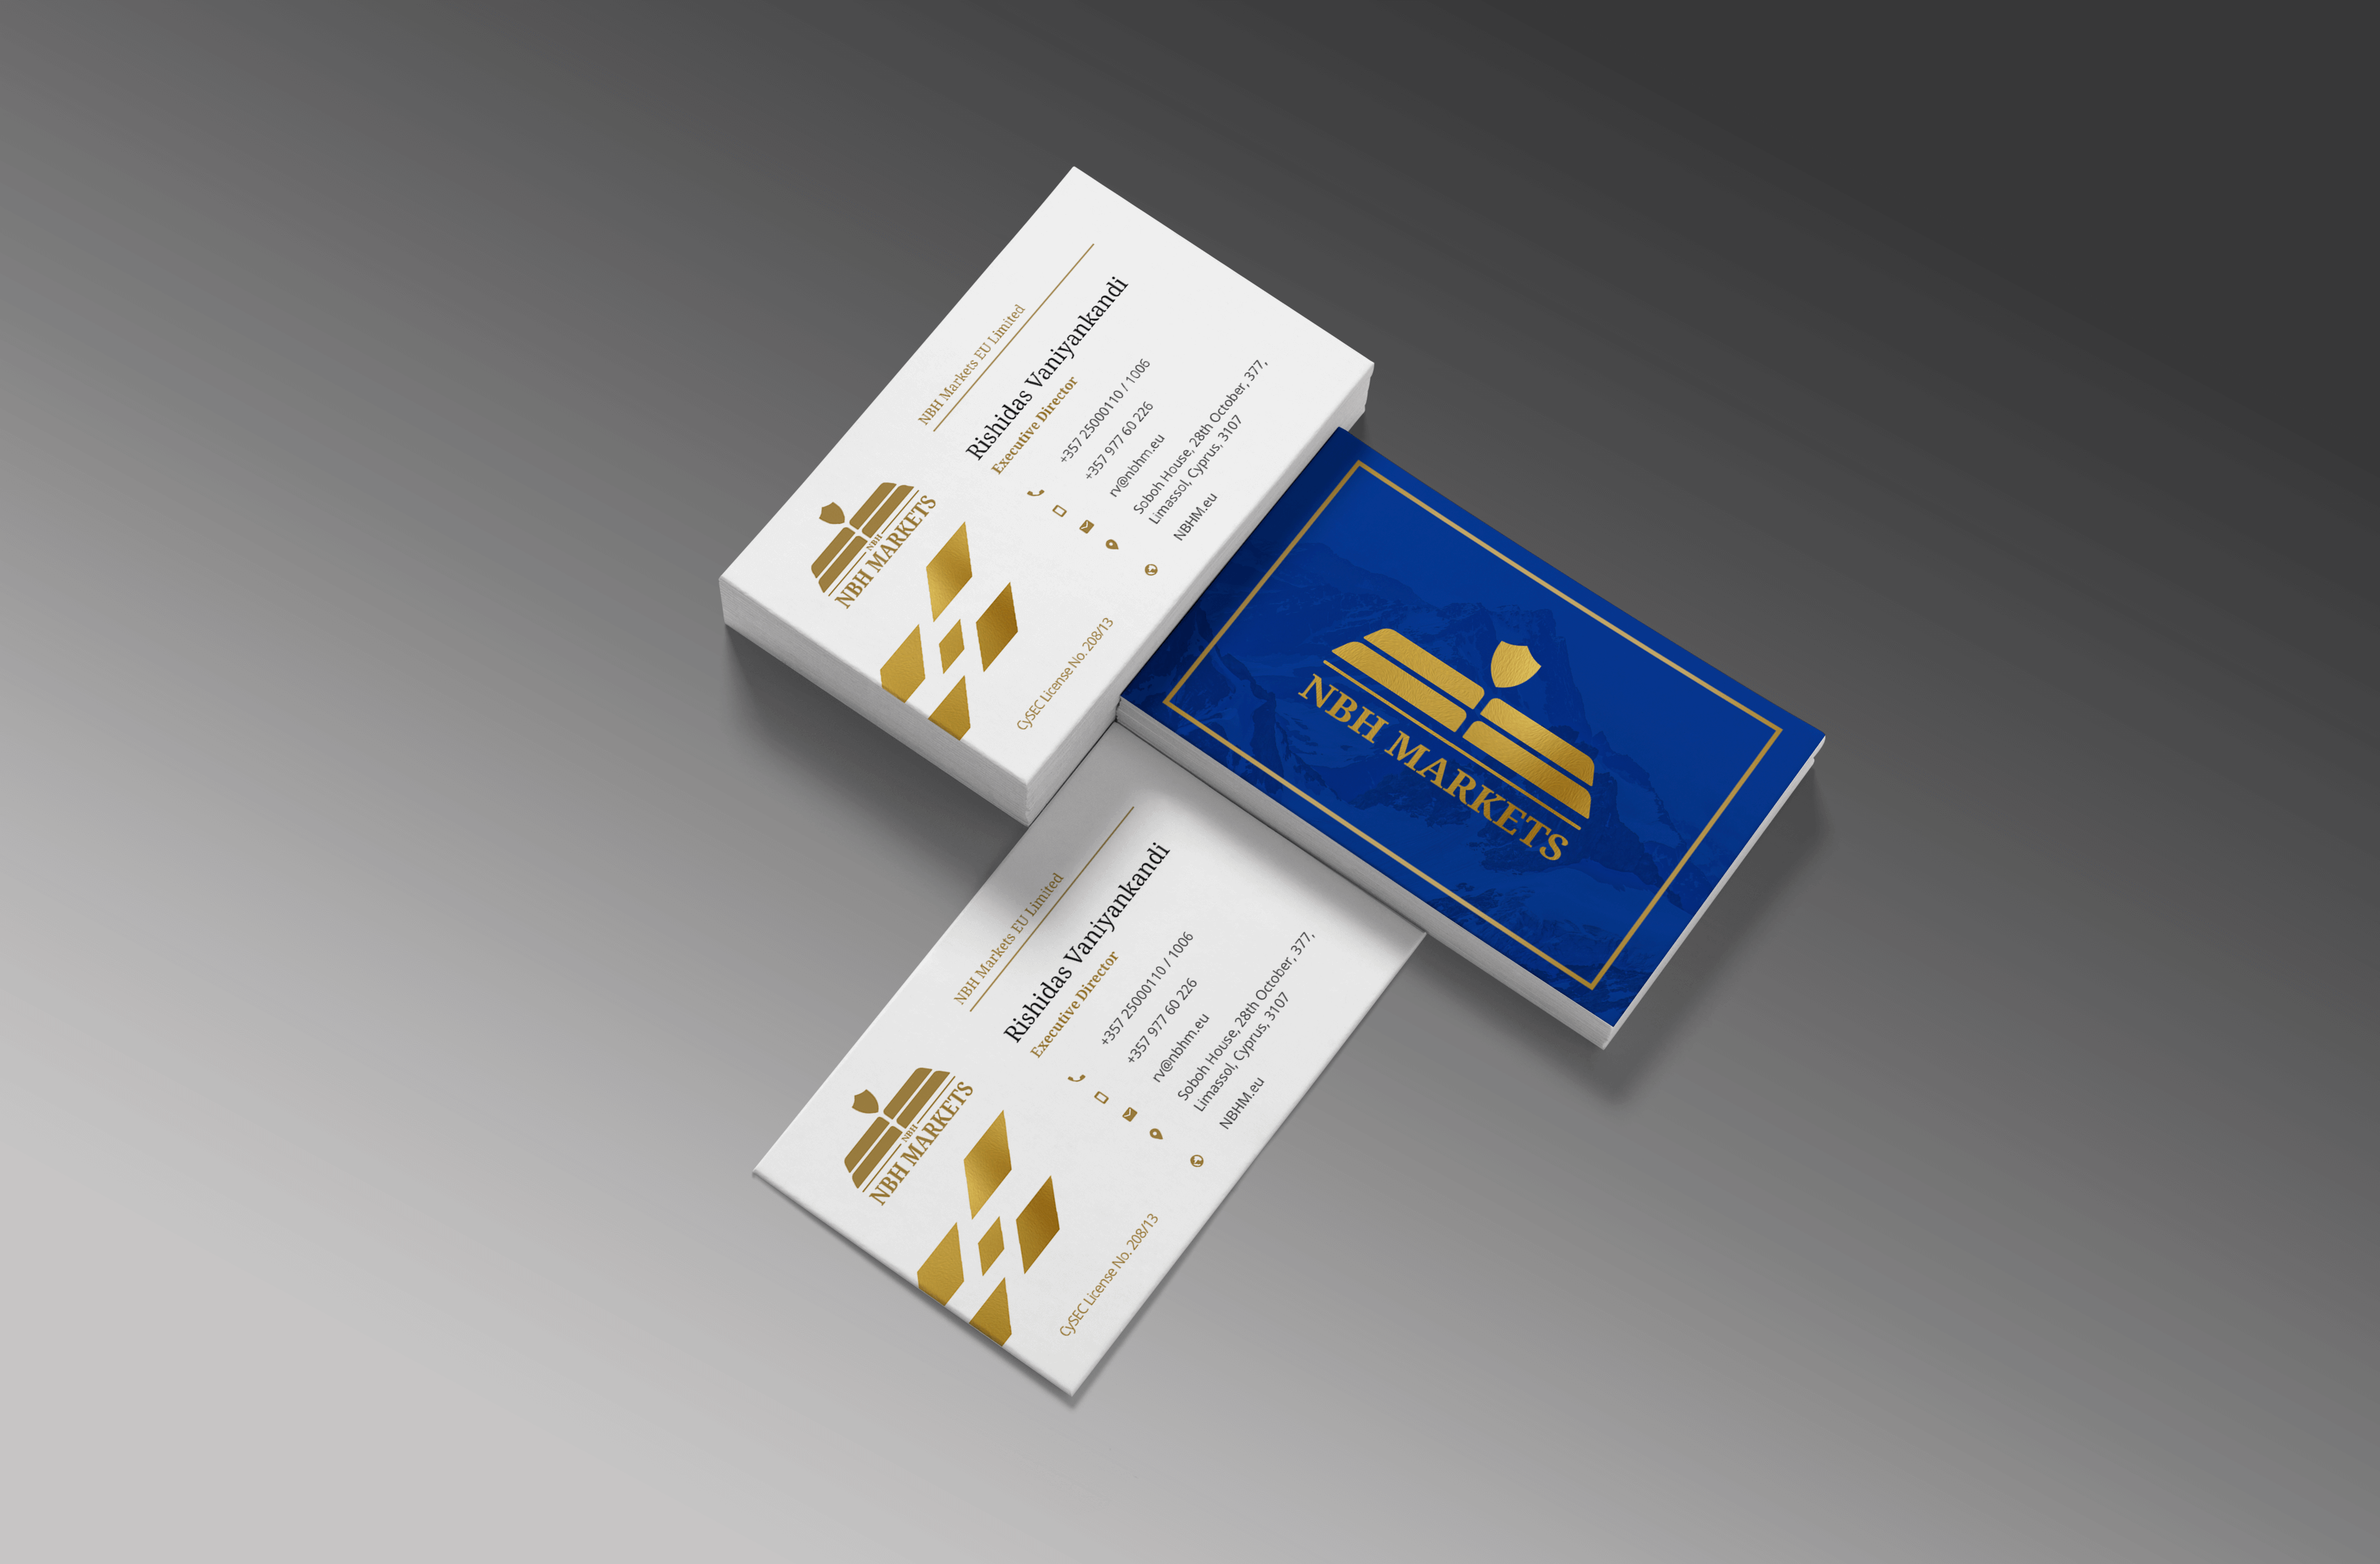 NBH Markets EU Limited
Rishidas Vaniyankandi
Executive Director
+357 25000110 / 1006
+357 977 60 226
rv@nbhm.eu
Soboh House, 28th October, 377,
Limassol, Cyprus, 3107
NBHM.eu
NBH
NBH MARKETS
CySEC License No. 208/13
NBH MARKETS
NBH Markets EU Limited
Rishidas Vaniyankandi
Executive Director
+357 25000110 / 1006
+357 977 60 226
rv@nbhm.eu
Soboh House, 28th October, 377,
Limassol, Cyprus, 3107
NBHM.eu
NBH
NBH MARKETS
CySEC License No. 208/13